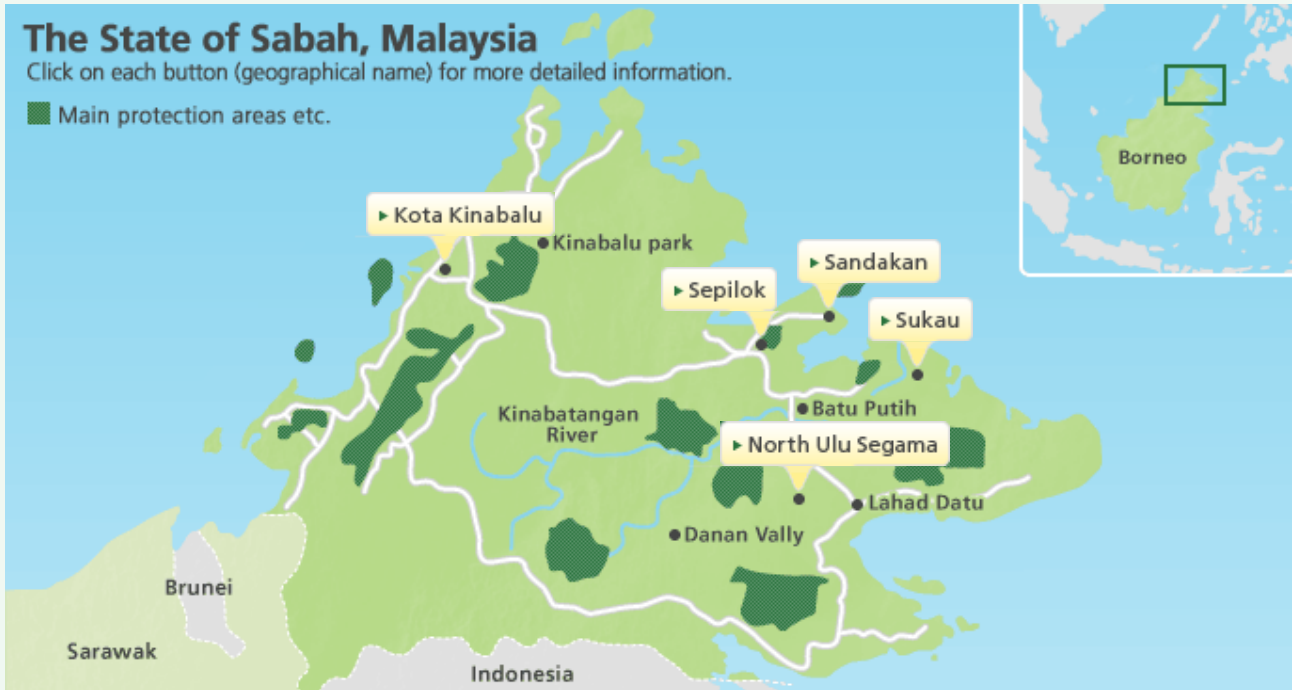 The State of Sabah, Malaysia
Click on each button (geographical name) for more detailed information.
Main protection areas etc.
Borneo
Kota Kinabalu
Kinabalu park
Sandakan
Sepilok
Sukau
Batu Putih
Kinabatangan
River
North Ulu Segama
Lahad Datu
Danan Vally
Brunei
Sarawak
Indonesia